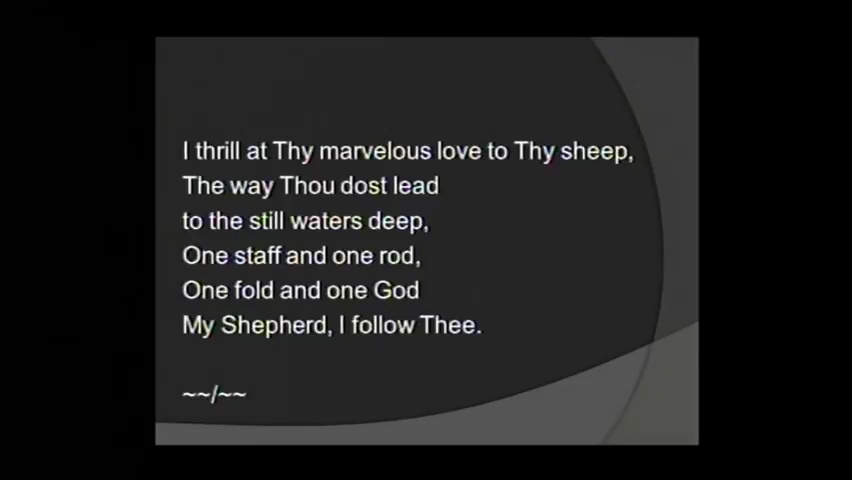 I thrill at Thy marvelous love to Thy sheep,
The way Thou dost lead
to the still waters deep,
One staff and one rod,
One fold and one God
My Shepherd, I follow Thee.
~~/~~